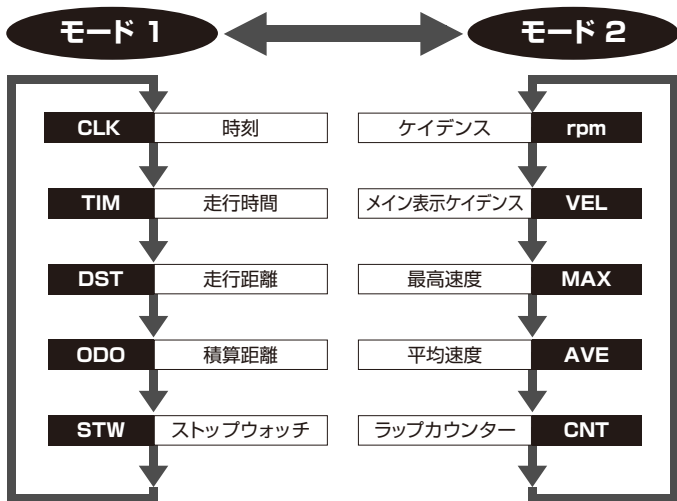 モード 1
モード 2
CLK 時刻
ケイデンス rpm
TIM 走行時間
メイン表示ケイデンス VEL
DST 走行距離
最高速度 MAX
ODO 積算距離
平均速度 AVE
STW ストップウォッチ
ラップカウンター CNT